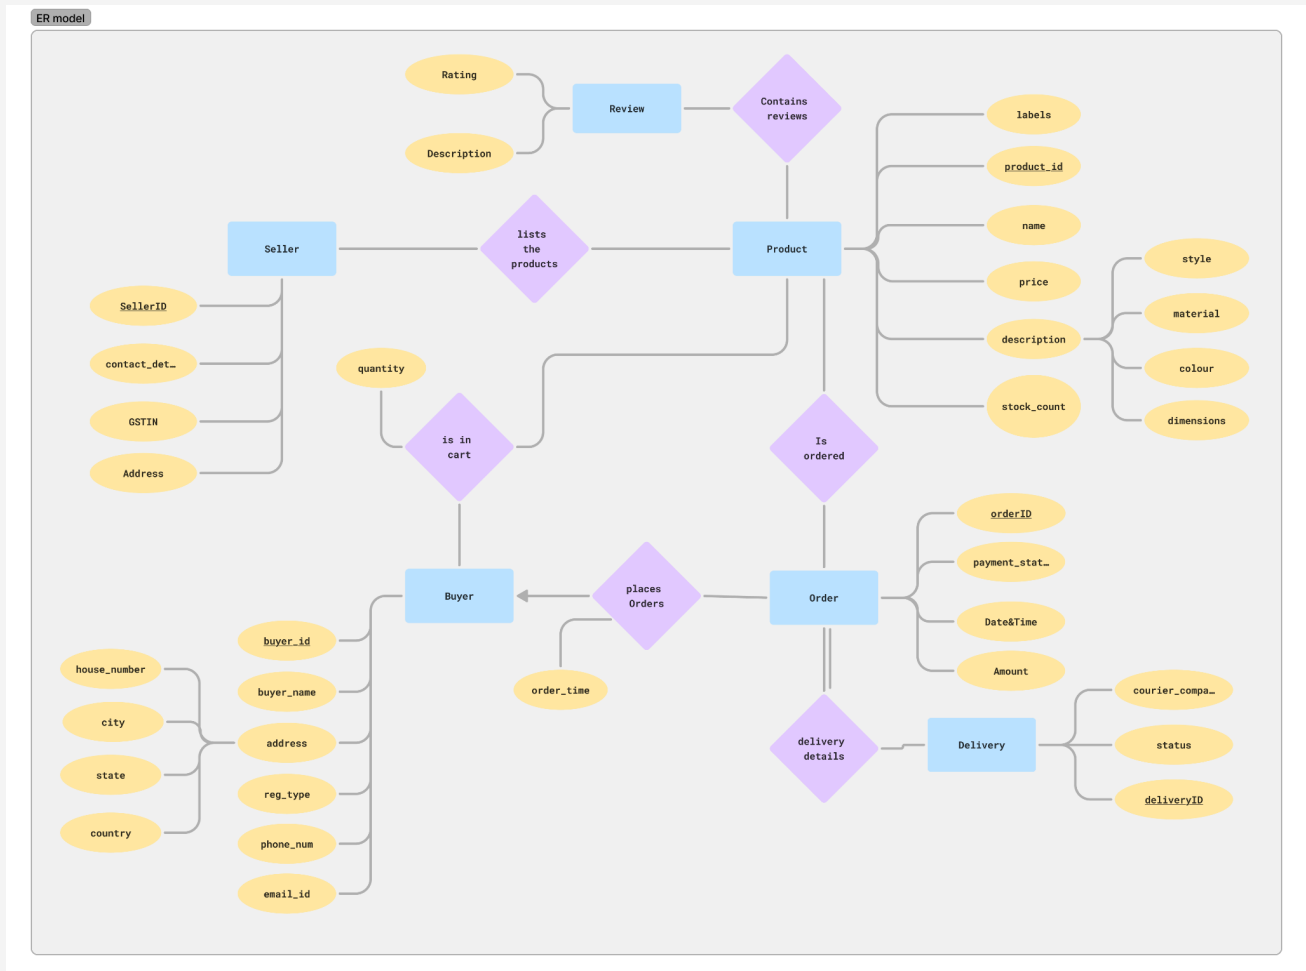 ER model
Rating
Review
Contains
reviews
Description
labels
product_id
name
price
description
stock_count
style
material
colour
dimensions
Seller
lists
the
products
Product
SellerID
contact_det…
GSTIN
Address
quantity
is in
cart
Is
ordered
orderID
payment_stat…
Date&Time
Amount
Buyer
places
Orders
Order
order_time
buyer_id
buyer_name
address
reg_type
phone_num
email_id
house_number
city
state
country
delivery
details
Delivery
courier_compa…
status
deliveryID